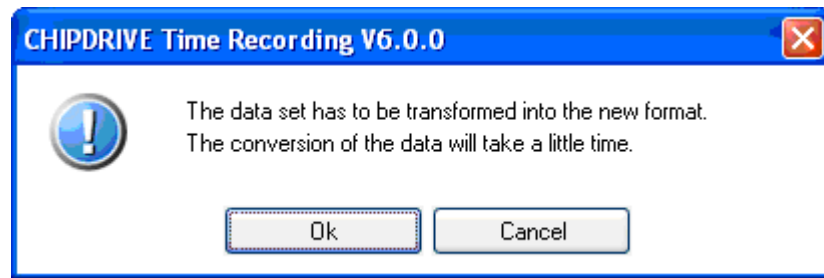 CHIPDRIVE Time Recording V6.0.0
The data set has to be transformed into the new format.
The conversion of the data will take a little time.
Ok Cancel